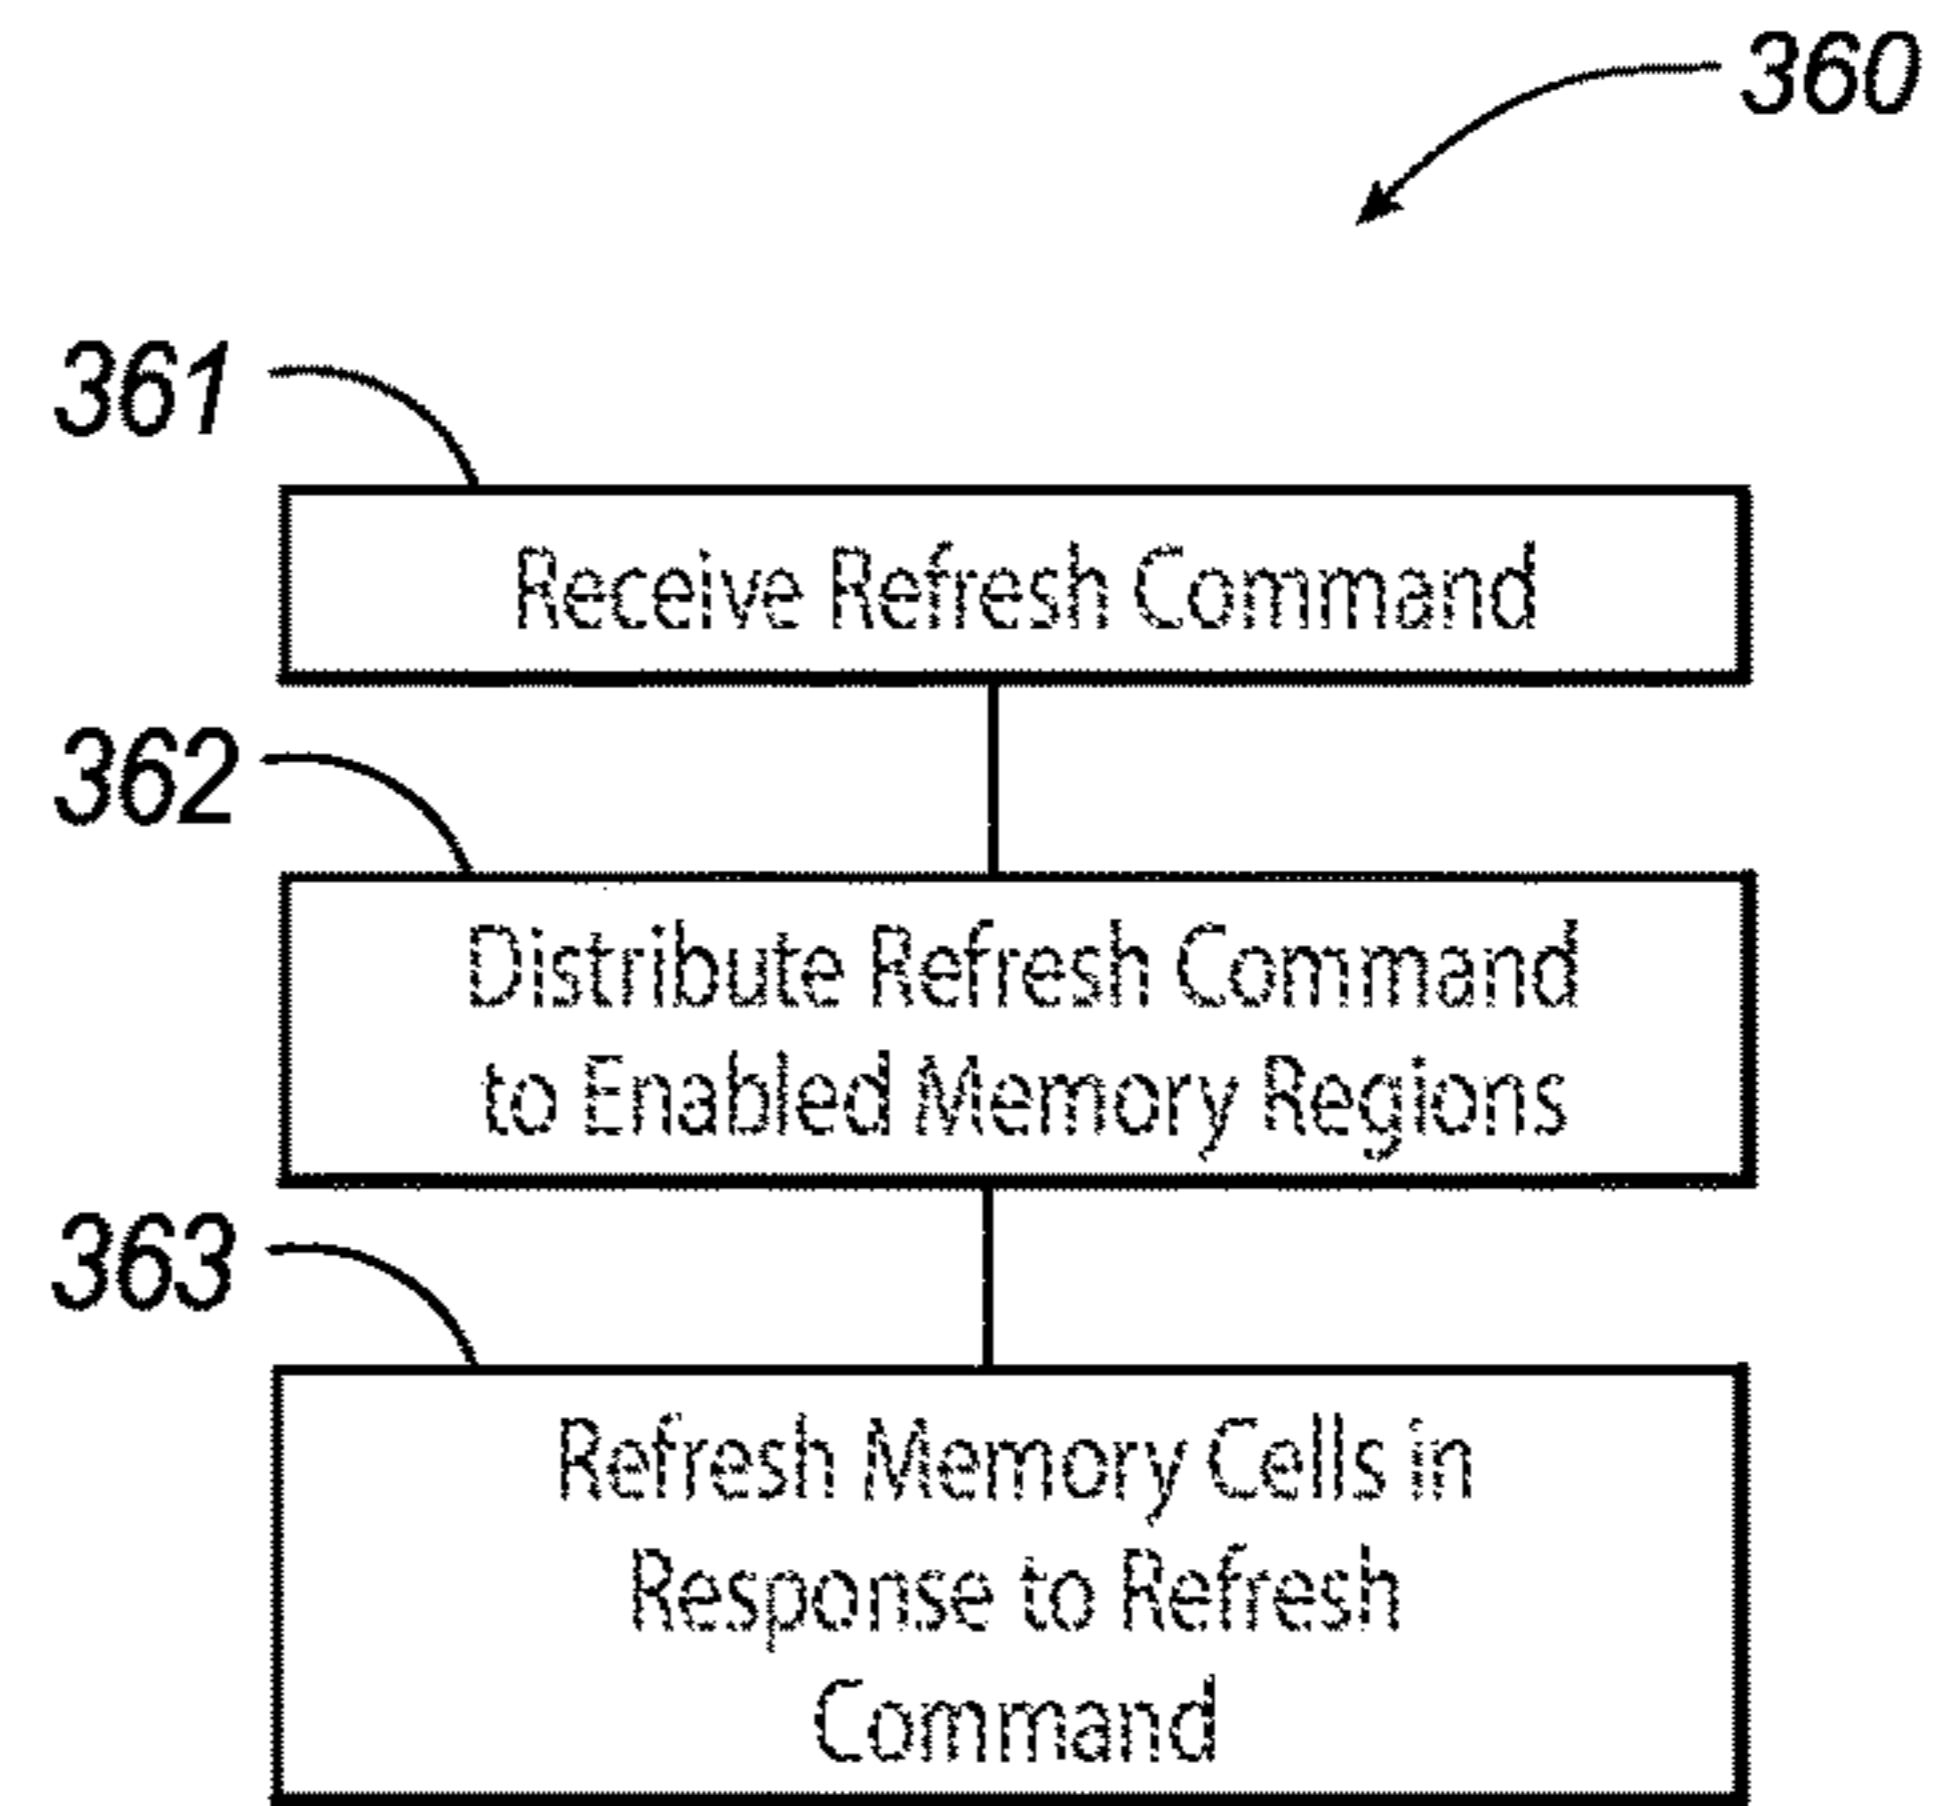 360
361
Receive Refresh Command
362
Distribute Refresh Command
to Enabled Memory Regions
363
Refresh Memory Cells in
Response to Refresh
Command